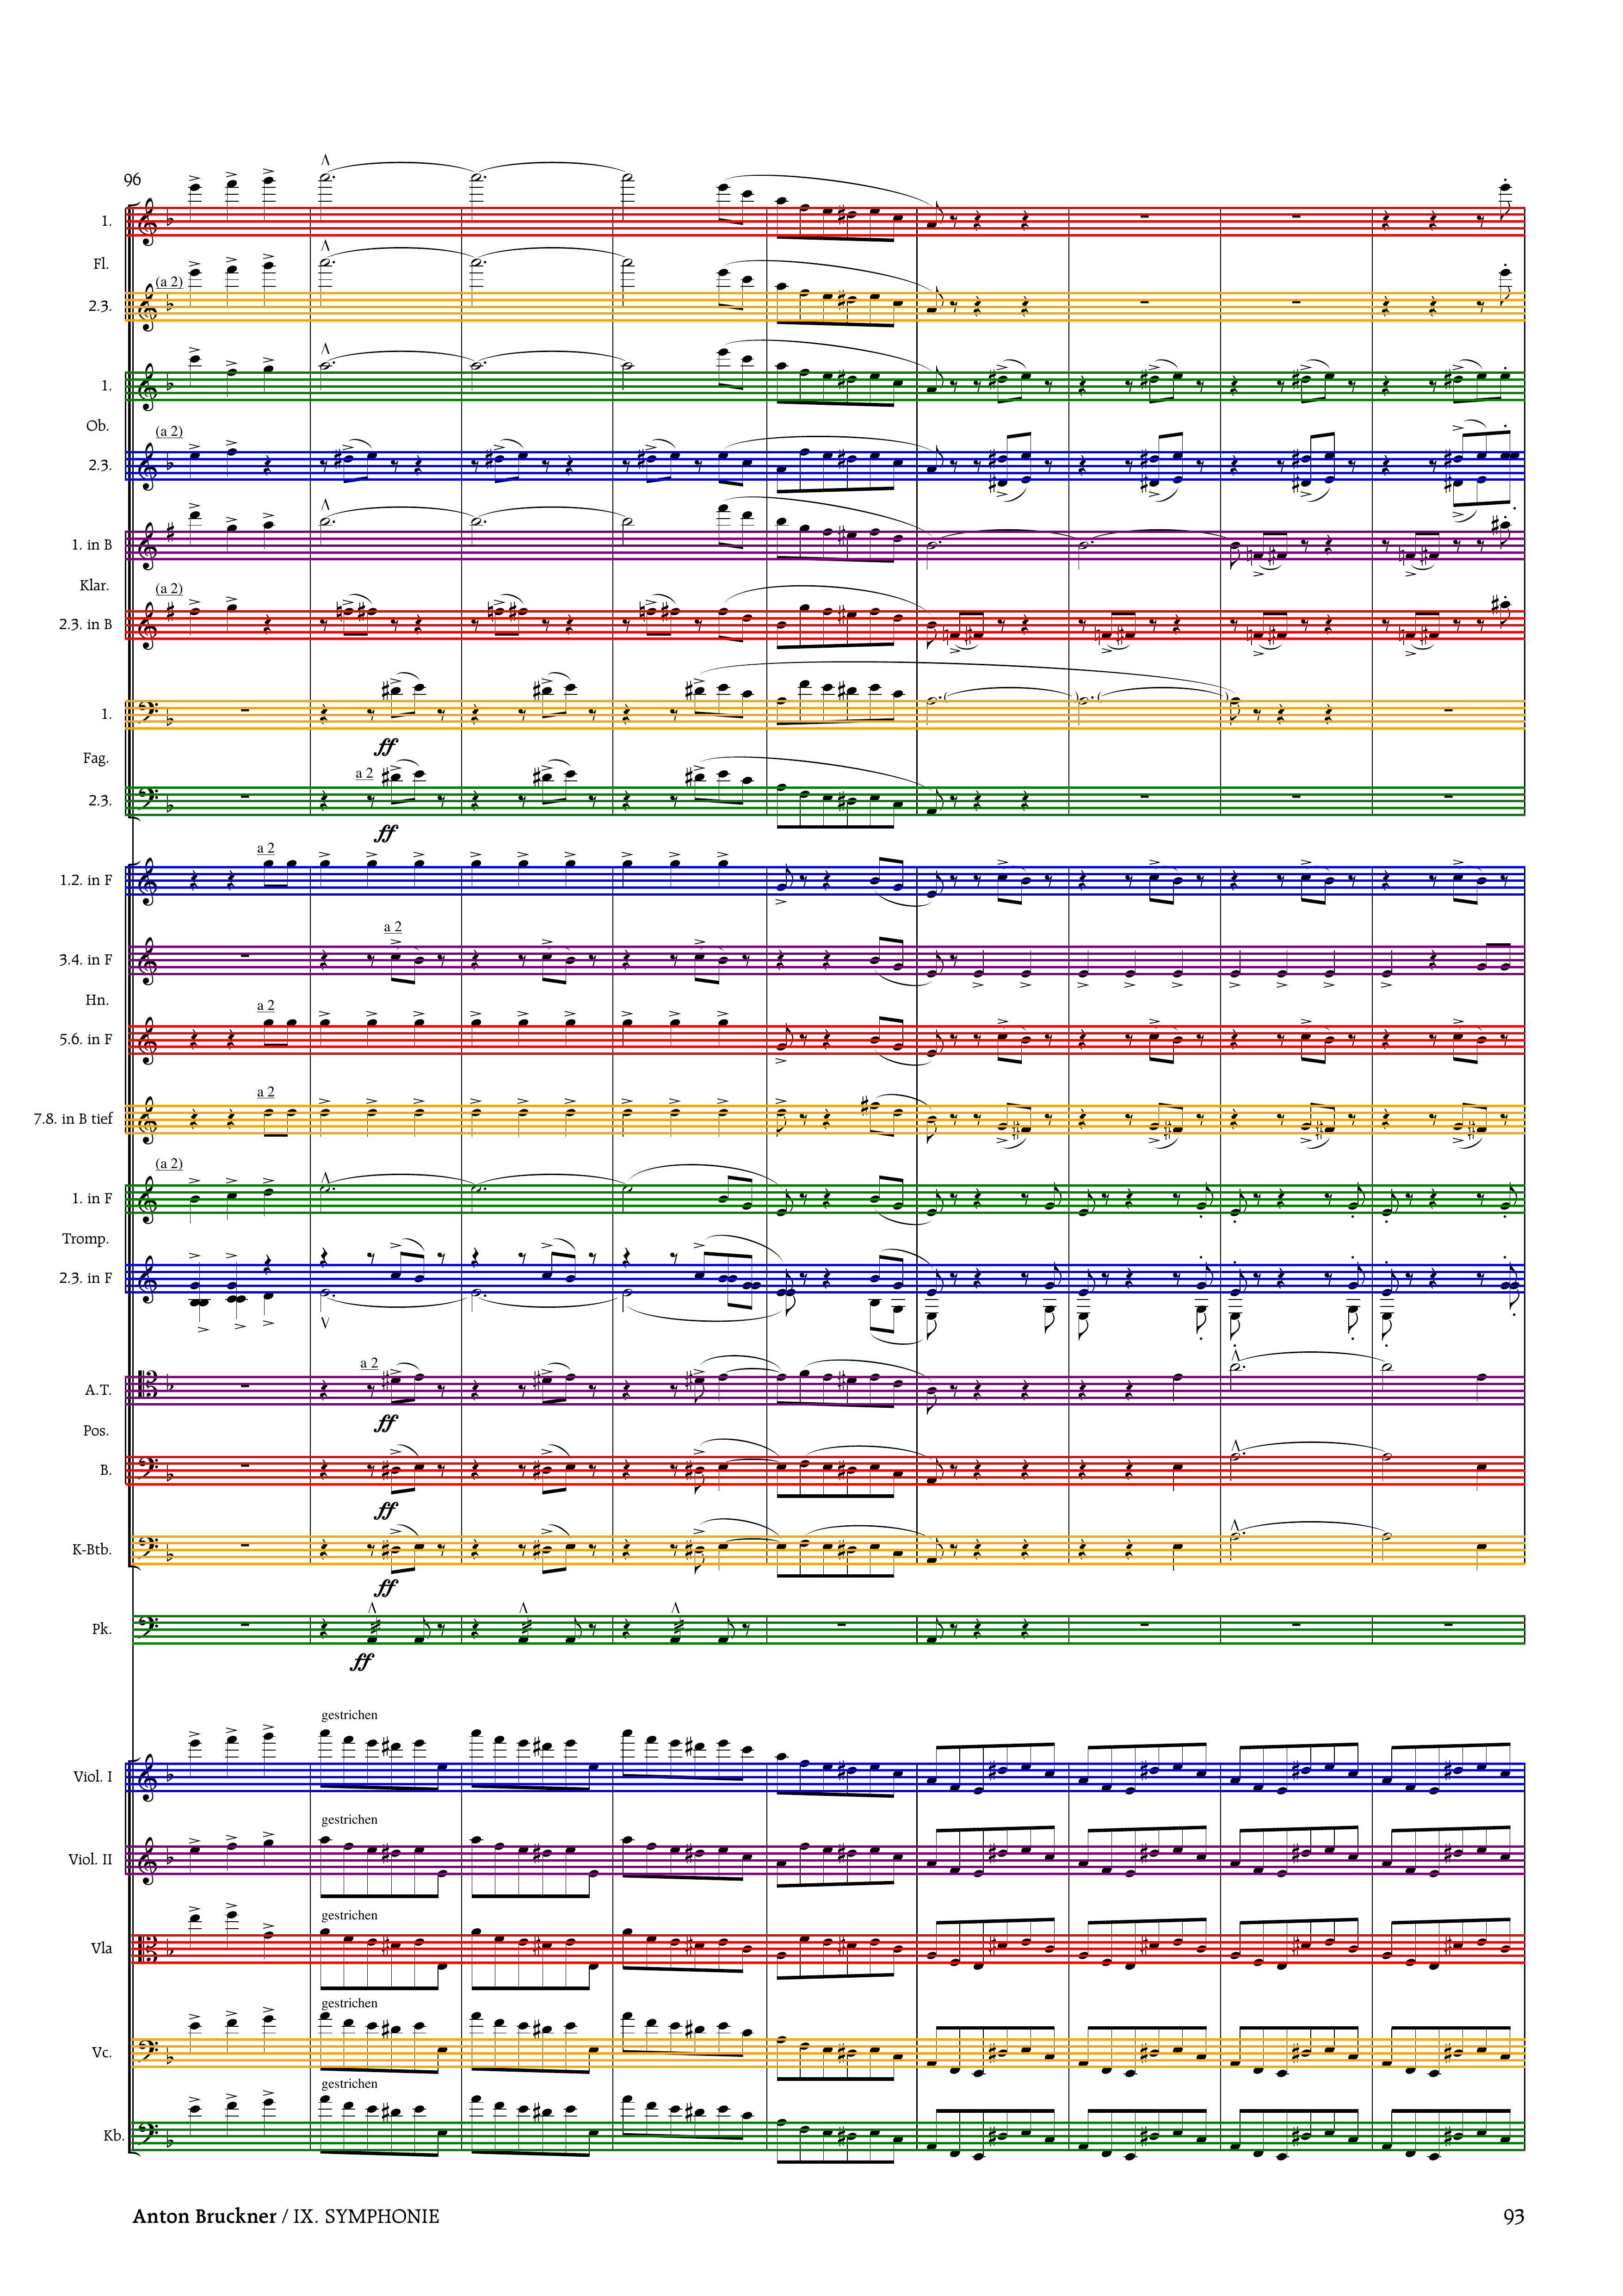 96
1.
Fl.
(a 2)
2.3.
1.
Ob.
(a 2)
2.3.
1. in B
Klar.
(a 2)
2.3. in B
1.
ff
Fag.
a 2
2.3.
ff
a 2
1.2. in F
a 2
3.4. in F
Hn.
a 2
5.6. in F
a 2
7.8. in B tief
(a 2)
1. in F
Tromp.
2.3. in F
a 2
A.T.
ff
Pos.
B.
ff
K-Btb.
ff
Pk.
ff
gestrichen
Viol. I
gestrichen
Viol. II
gestrichen
Vla
gestrichen
Vc.
gestrichen
Kb.
Anton Bruckner / IX. SYMPHONIE 93